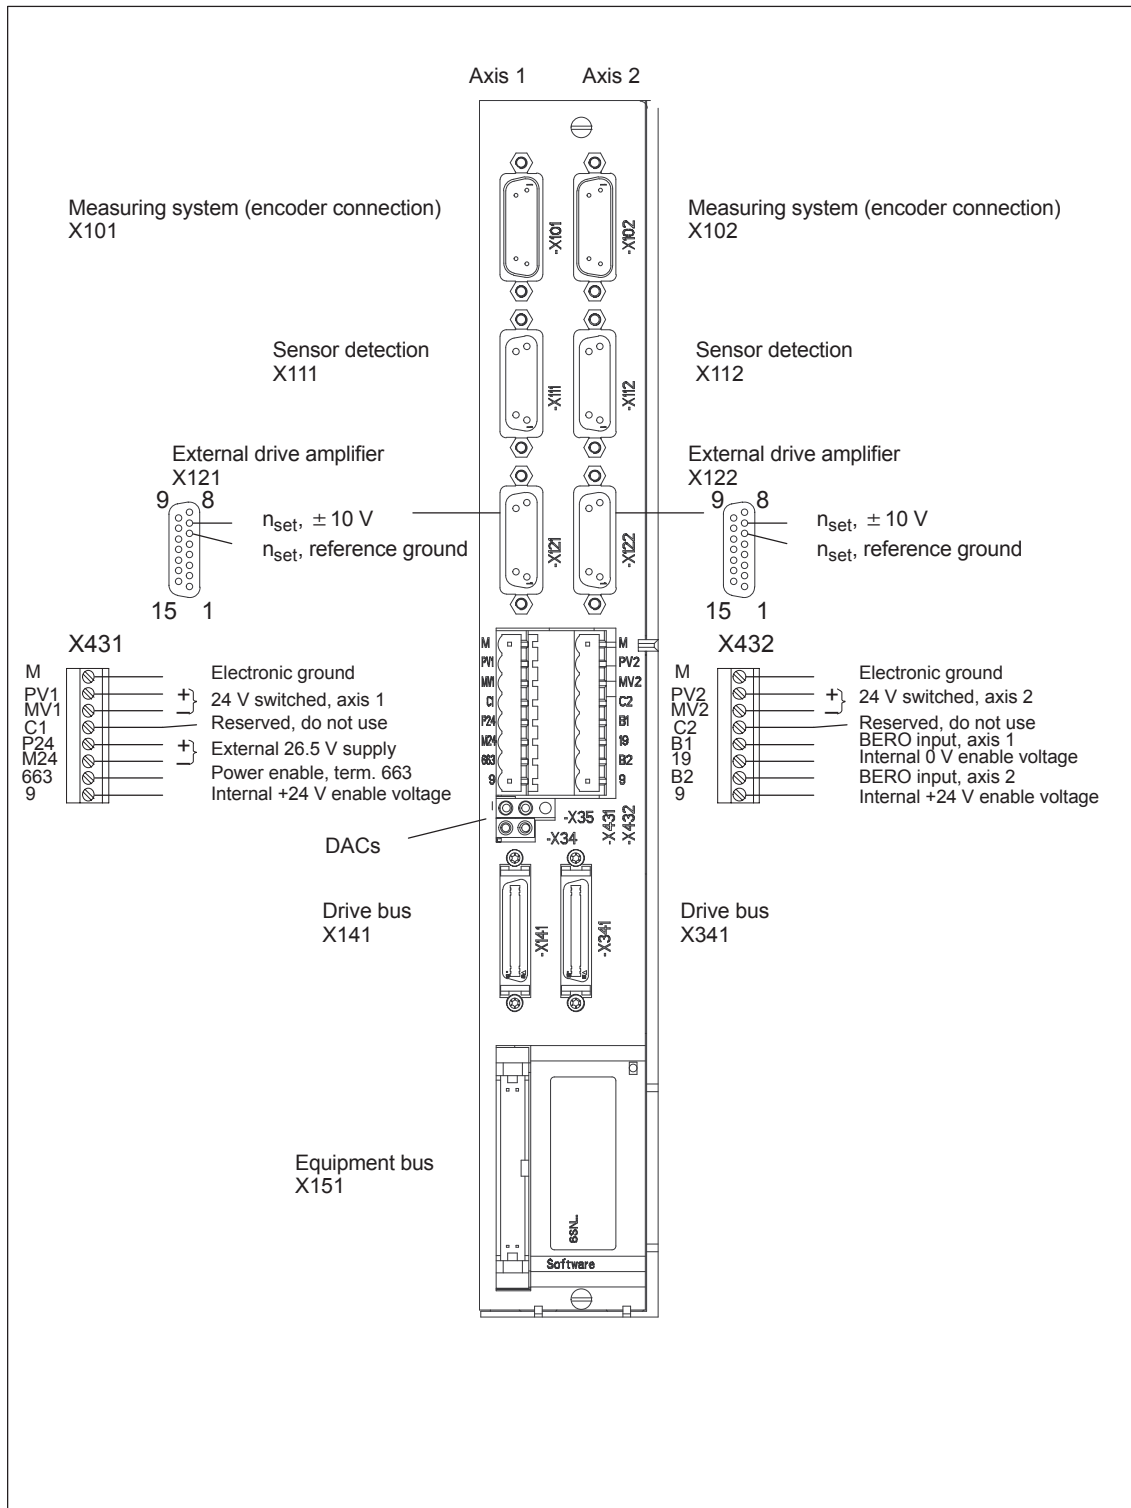 Axis 1 Axis 2
Measuring system (encoder connection)
X101
Measuring system (encoder connection)
X102
-X101
-X102
Sensor detection
X111
Sensor detection
X112
-X111
-X112
External drive amplifier
X121
External drive amplifier
X122
9 8
nset, ± 10 V
nset, reference ground
15 1
9 8
nset, ± 10 V
nset, reference ground
15 1
-X121
-X122
X431
M Electronic ground
PV1 + 24 V switched, axis 1
MV1 −
C1 Reserved, do not use
P24 + External 26.5 V supply
M24 −
663 Power enable, term. 663
9 Internal +24 V enable voltage
M
PV1
MV1
C1
P24
M24
663
9
M
PV2
MV2
C2
B1
19
B2
9
X432
M Electronic ground
PV2 + 24 V switched, axis 2
MV2 −
C2 Reserved, do not use
B1 BERO input, axis 1
19 Internal 0 V enable voltage
B2 BERO input, axis 2
9 Internal +24 V enable voltage
-X35
-X34
-X431
-X432
DACs
Drive bus
X141
Drive bus
X341
-X141
-X341
Equipment bus
X151
6SN1.
Software